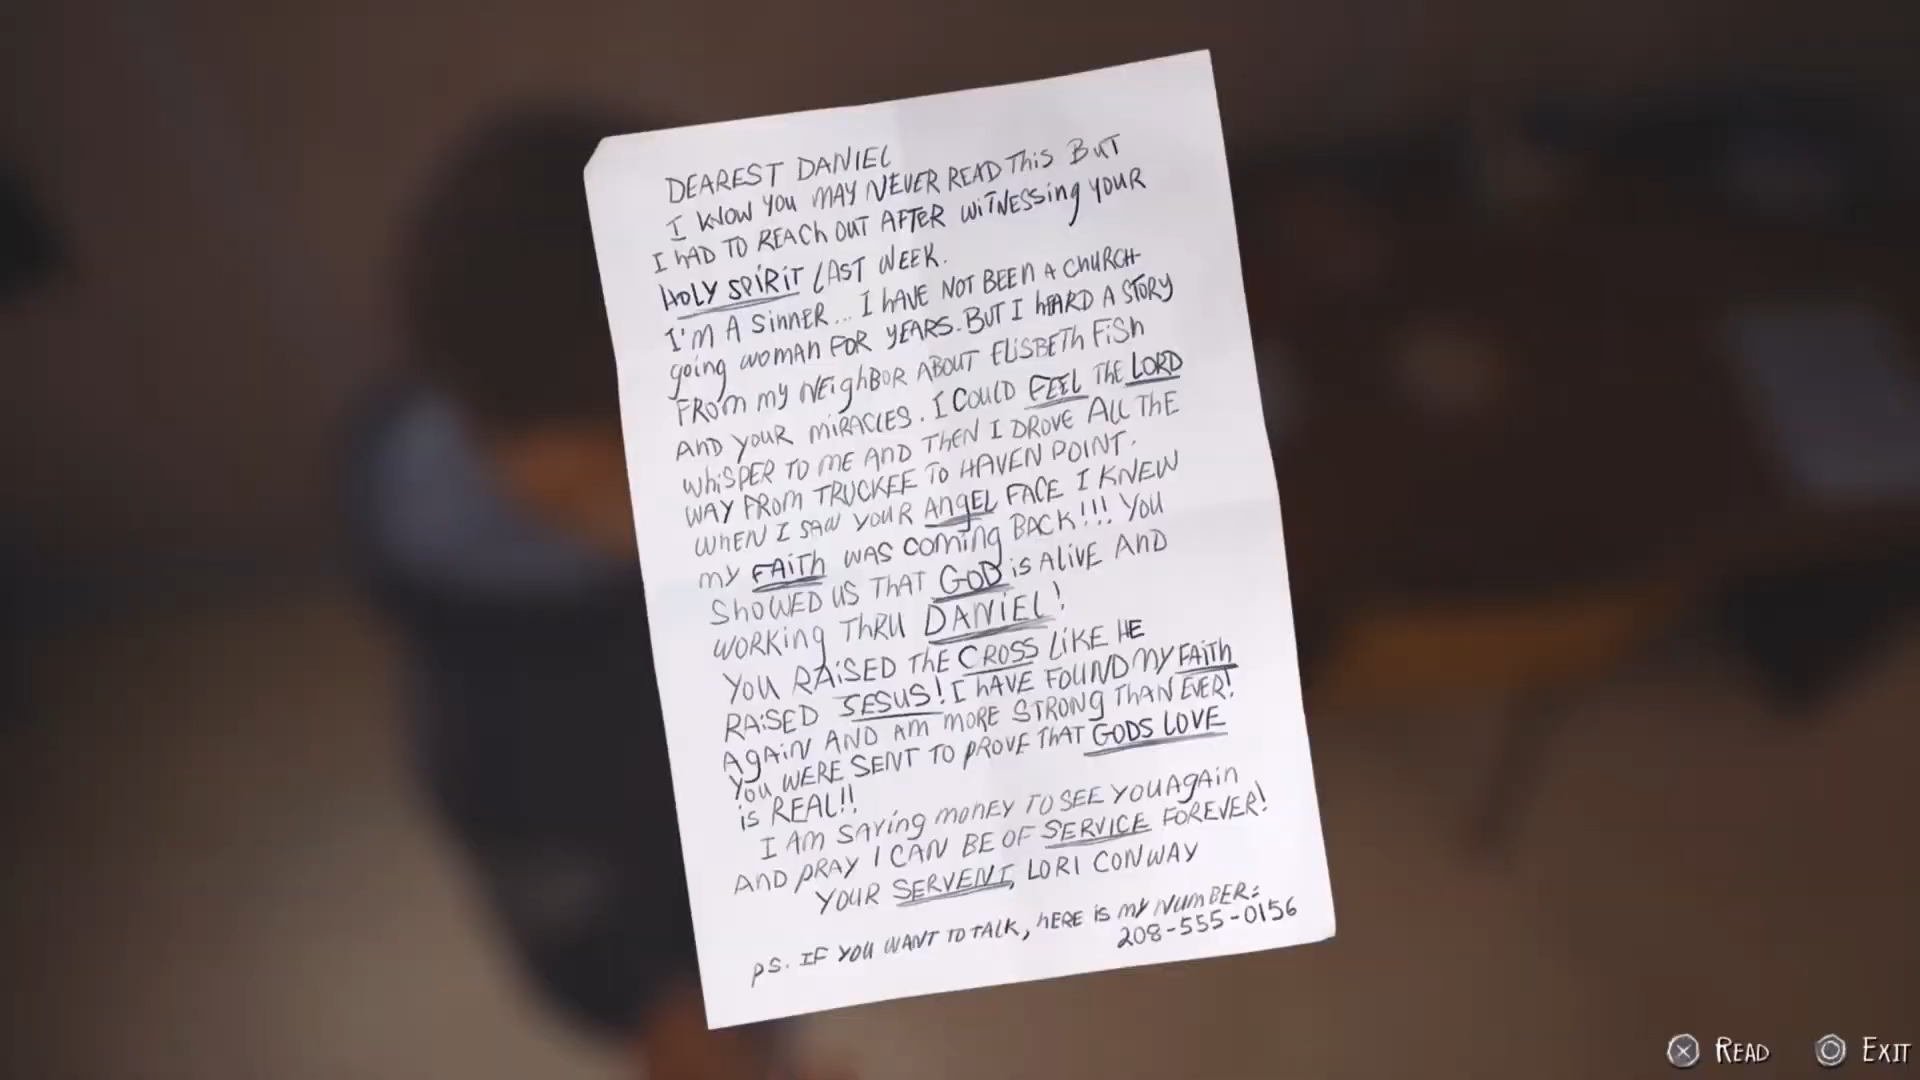 DEAREST DANIEL
I KNOW YOU MAY NEVER READ THIS BUT
I HAD TO REACH OUT AFTER WITNESSING YOUR
HOLY SPIRIT LAST WEEK.
I'M A SINNER... I HAVE NOT BEEN A CHURCH-
GOING WOMAN FOR YEARS. BUT I HEARD A STORY
FROM MY NEIGHBOR ABOUT ELISBETH FISH
AND YOUR MIRACLES. I COULD FEEL THE LORD
WHISPER TO ME AND THEN I DROVE ALL THE
WAY FROM TRUCKEE TO HAVEN POINT.
WHEN I SAW YOUR ANGEL FACE I KNEW
MY FAITH WAS COMING BACK!!! YOU
SHOWED US THAT GOD IS ALIVE AND
WORKING THRU DANIEL!
YOU RAISED THE CROSS LIKE HE
RAISED JESUS! I HAVE FOUND MY FAITH
AGAIN AND AM MORE STRONG THAN EVER!
YOU WERE SENT TO PROVE THAT GODS LOVE
IS REAL!!
I AM SAVING MONEY TO SEE YOU AGAIN
AND PRAY I CAN BE OF SERVICE FOREVER!
YOUR SERVENT, LORI CONWAY
PS. IF YOU WANT TO TALK, HERE IS MY NUMBER:
208-555-0156
READ EXIT